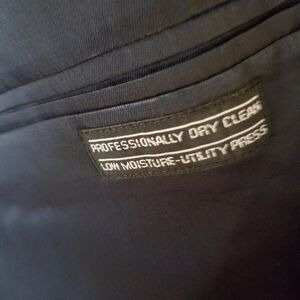 PROFESSIONALLY DRY CLEAN
LOW MOISTURE-UTILITY PRESS